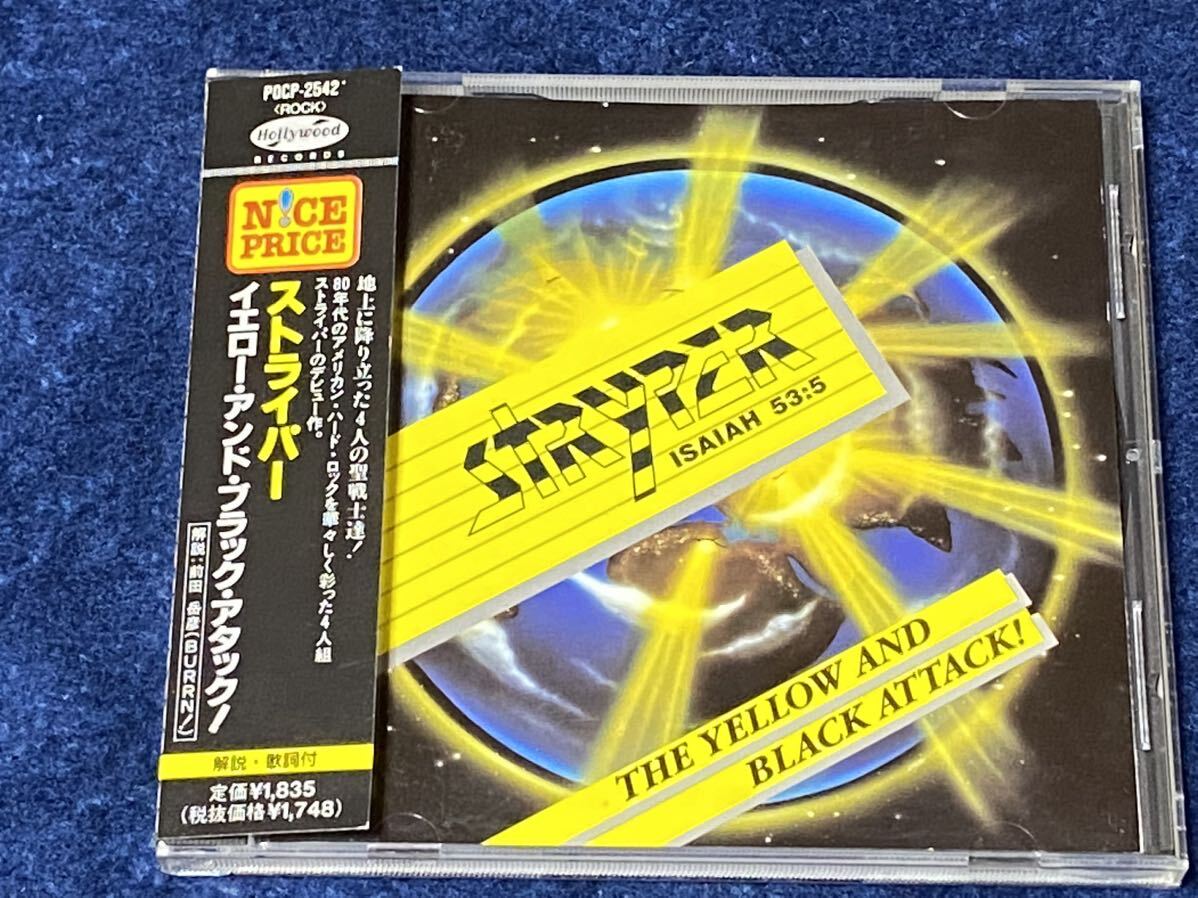 POCP-2542
〈ROCK〉
Hollywood
RECORDS
N!CE
PRICE
地上に降り立った4人の聖戦士達!
80年代のアメリカン・ハード・ロックを華々しく彩った4人組
ストライパーのデビュー作。
ストライパー
イエロー・アンド・ブラック・アタック!
解説:前田 岳彦(BURRN!)
解説・歌詞付
定価¥1,835
(税抜価格¥1,748)
STRYPER
ISAIAH 53:5
THE YELLOW AND
BLACK ATTACK!